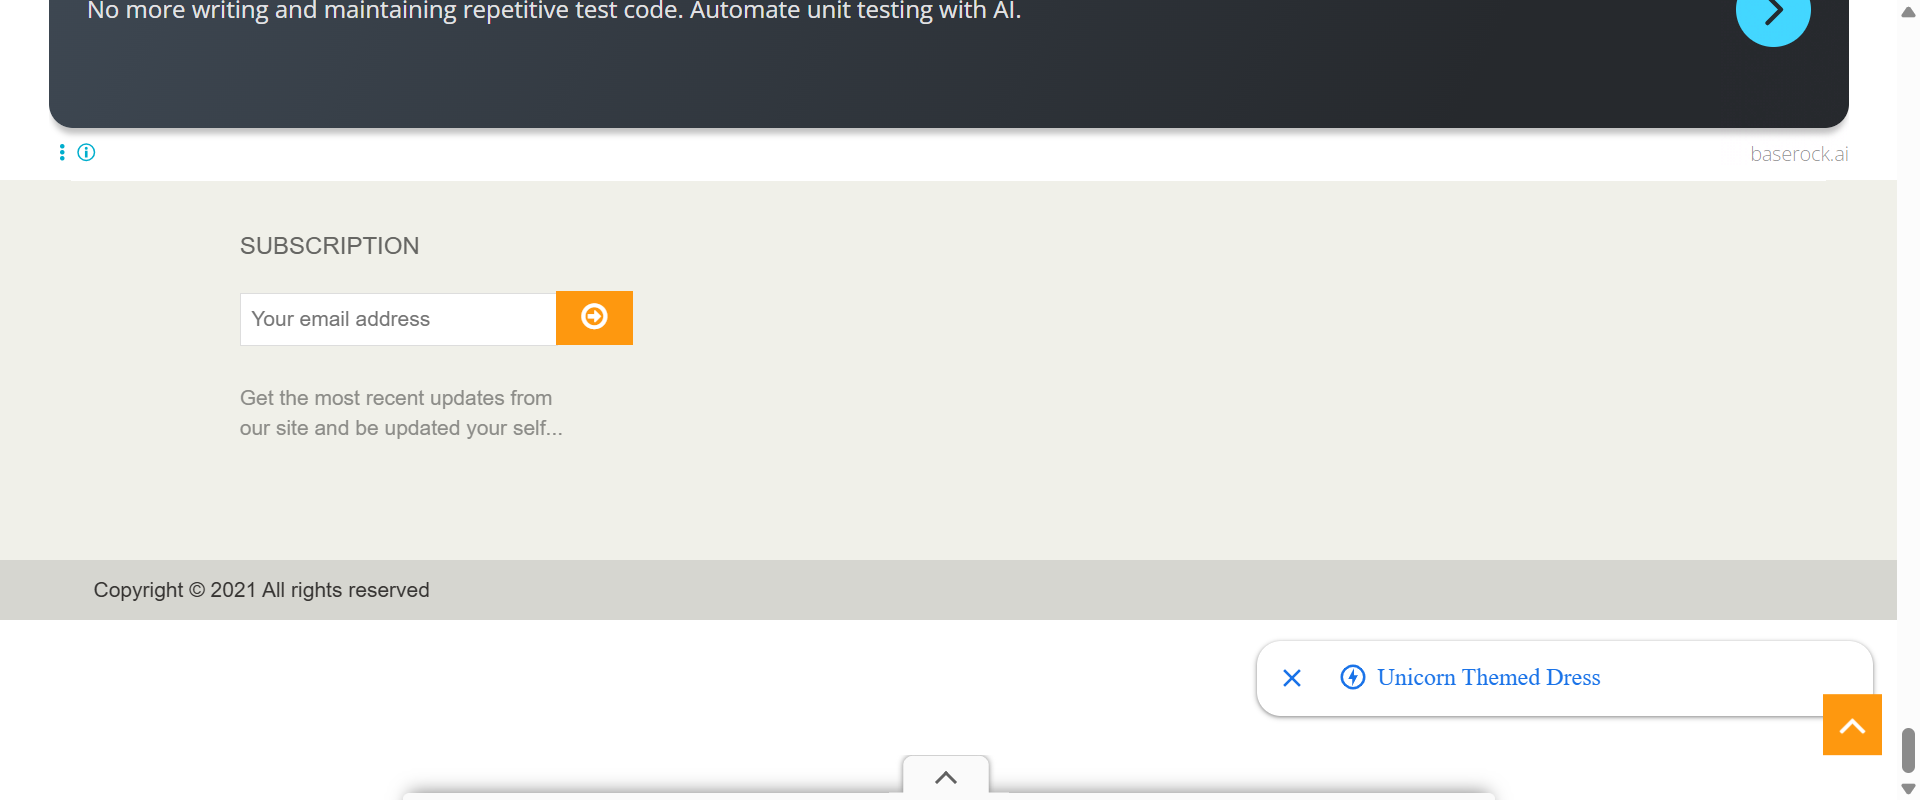 No more writing and maintaining repetitive test code. Automate unit testing with AI.
baserock.ai
SUBSCRIPTION
Your email address
Get the most recent updates from
our site and be updated your self...
Copyright © 2021 All rights reserved
Unicorn Themed Dress